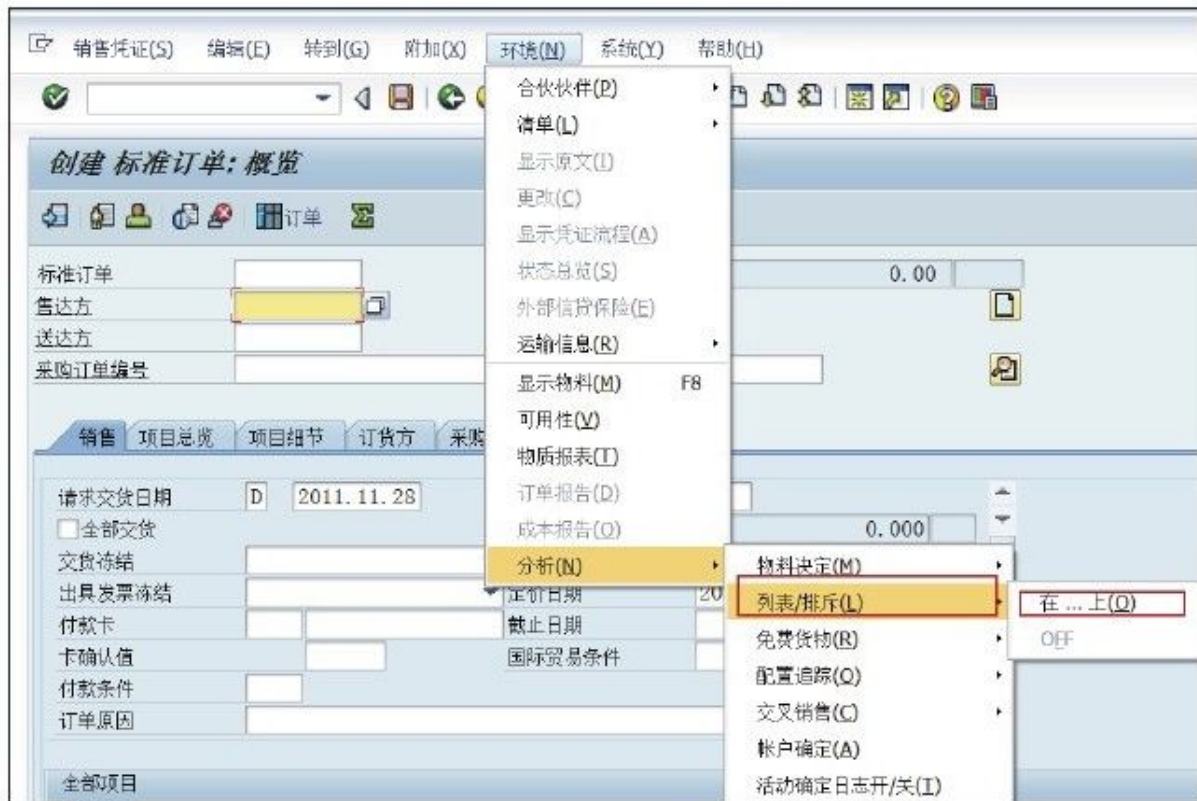 销售凭证(S) 编辑(E) 转到(G) 附加(X) 环境(N) 系统(Y) 帮助(H)
合伙伙伴(P)
清单(L)
显示原文(I)
更改(C)
显示凭证流程(A)
状态总览(S)
外部信贷保险(E)
运输信息(R)
显示物料(M) F8
可用性(V)
物质报表(T)
订单报告(D)
成本报告(O)
分析(N)
物料决定(M)
列表/排斥(L)
免费货物(R)
配置追踪(O)
交叉销售(C)
帐户确定(A)
活动确定日志开/关(T)
在 ... 上(O)
OFF
创建 标准订单: 概览
订单
标准订单 0.00
售达方
送达方
采购订单编号
销售 项目总览 项目细节 订货方 采购
请求交货日期 D 2011.11.28
全部交货 0.000
交货冻结
出具发票冻结 定价日期 20
付款卡 截止日期
卡确认值 国际贸易条件
付款条件
订单原因
全部项目